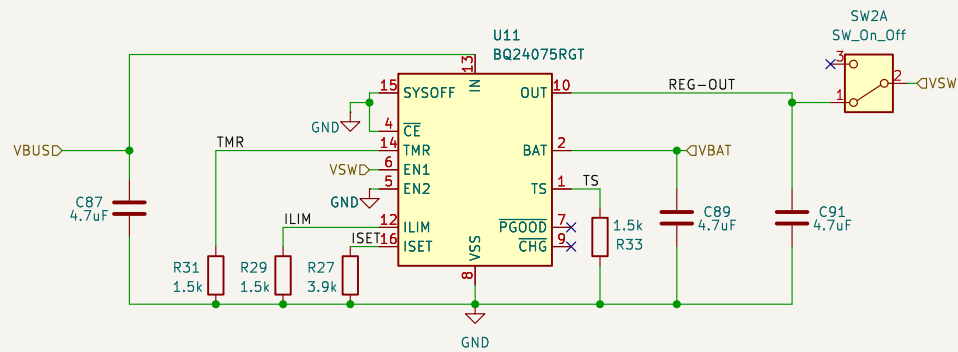 SW2A
SW_On_Off
U11
BQ24075RGT
13
3
15
SYSOFF
IN
OUT
10
REG-OUT
1
2
VSW
GND
4
CE
VBUS
TMR
14
TMR
BAT
2
VBAT
VSW
6
EN1
GND
5
EN2
TS
1
TS
C87
4.7uF
C89
4.7uF
C91
4.7uF
ILIM
12
ILIM
PGOOD
7
1.5k
R33
ISET
16
ISET
VSS
CHG
9
R31
1.5k
R29
1.5k
R27
3.9k
8
GND